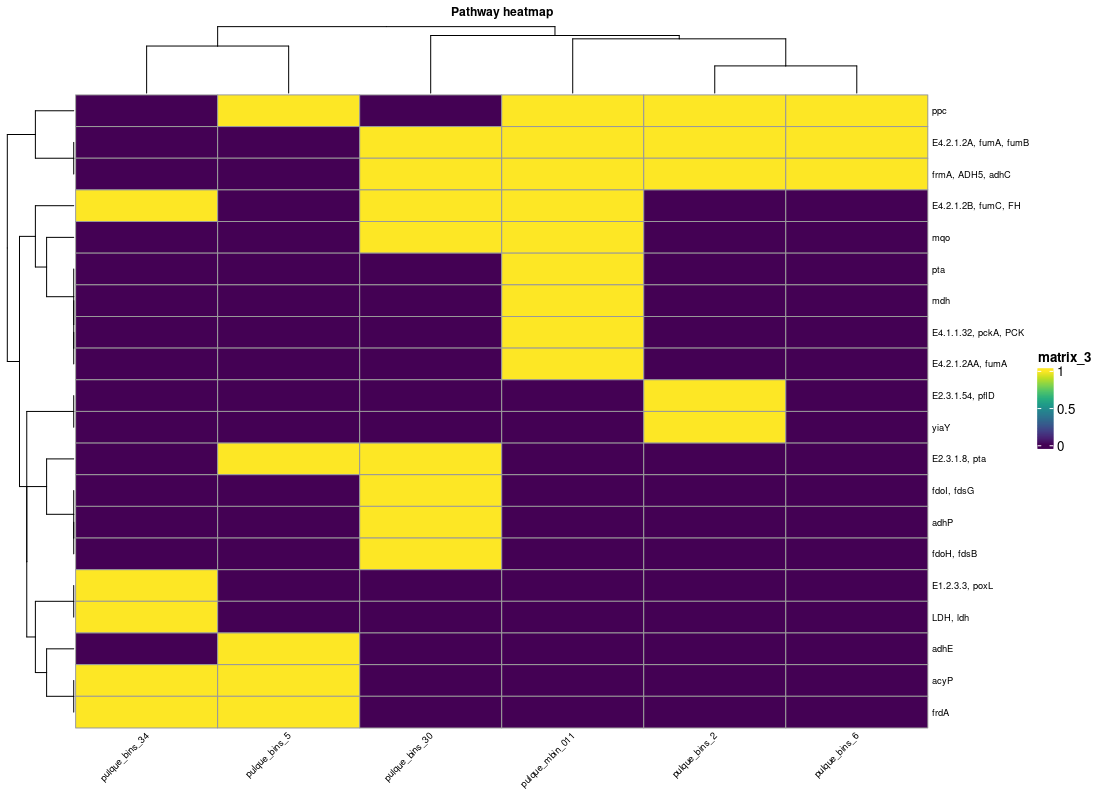 Pathway heatmap
ppc
E4.2.1.2A, fumA, fumB
frmA, ADH5, adhC
E4.2.1.2B, fumC, FH
mqo
pta
mdh
E4.1.1.32, pckA, PCK
E4.2.1.2AA, fumA
E2.3.1.54, pflD
yiaY
E2.3.1.8, pta
fdoI, fdsG
adhP
fdoH, fdsB
E1.2.3.3, poxL
LDH, ldh
adhE
acyP
frdA
matrix_3
1
0.5
0
pulque_bins_34
pulque_bins_5
pulque_bins_30
pulque_mbin_011
pulque_bins_2
pulque_bins_6